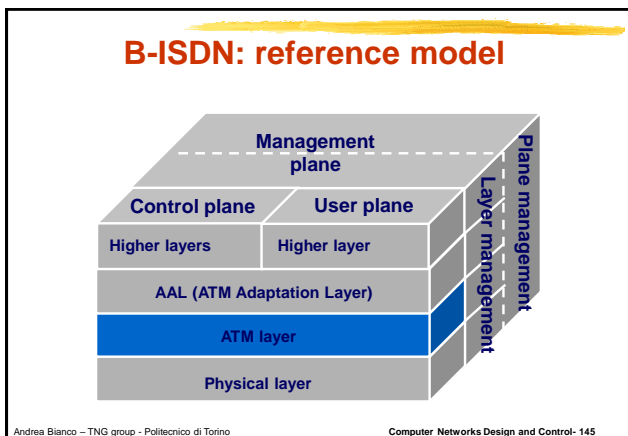 B-ISDN: reference model
Management
plane
Plane management
Layer management
Control plane
User plane
Higher layers
Higher layer
AAL (ATM Adaptation Layer)
ATM layer
Physical layer
Andrea Bianco – TNG group - Politecnico di Torino
Computer Networks Design and Control- 145